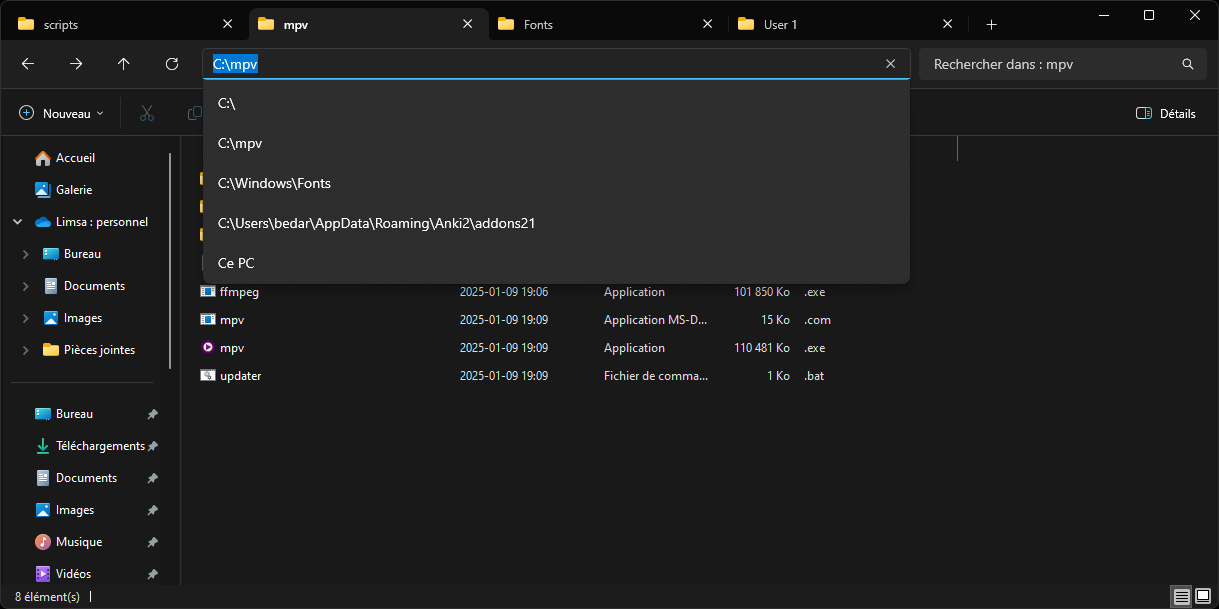 scripts
mpv
Fonts
User 1
C:\mpv
Rechercher dans : mpv
C:\
C:\mpv
C:\Windows\Fonts
C:\Users\bedar\AppData\Roaming\Anki2\addons21
Ce PC
Nouveau
Détails
Accueil
Galerie
Limsa : personnel
Bureau
Documents
Images
Pièces jointes
Bureau
Téléchargements
Documents
Images
Musique
Vidéos
ffmpeg 2025-01-09 19:06 Application 101 850 Ko .exe
mpv 2025-01-09 19:09 Application MS-D... 15 Ko .com
mpv 2025-01-09 19:09 Application 110 481 Ko .exe
updater 2025-01-09 19:09 Fichier de comma... 1 Ko .bat
8 élément(s)